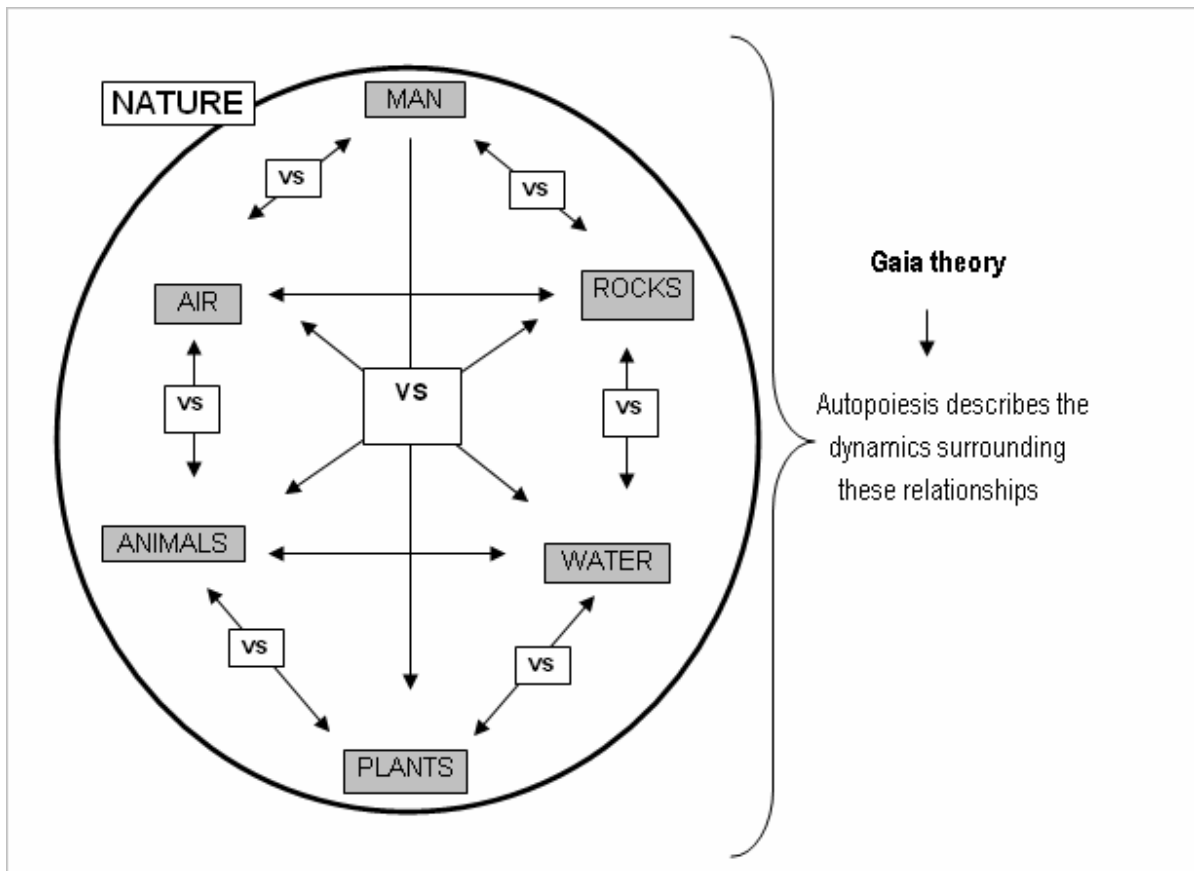 NATURE
MAN
vs
vs
Gaia theory
AIR
ROCKS
vs
vs
vs
Autopoiesis describes the
dynamics surrounding
these relationships
ANIMALS
WATER
vs
vs
PLANTS